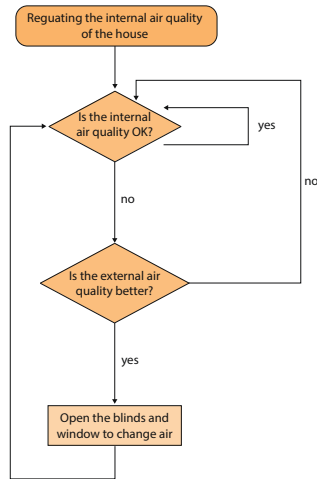 Reguating the internal air quality
of the house
Is the internal
air quality OK?
yes
no
no
Is the external air
quality better?
yes
Open the blinds and
window to change air